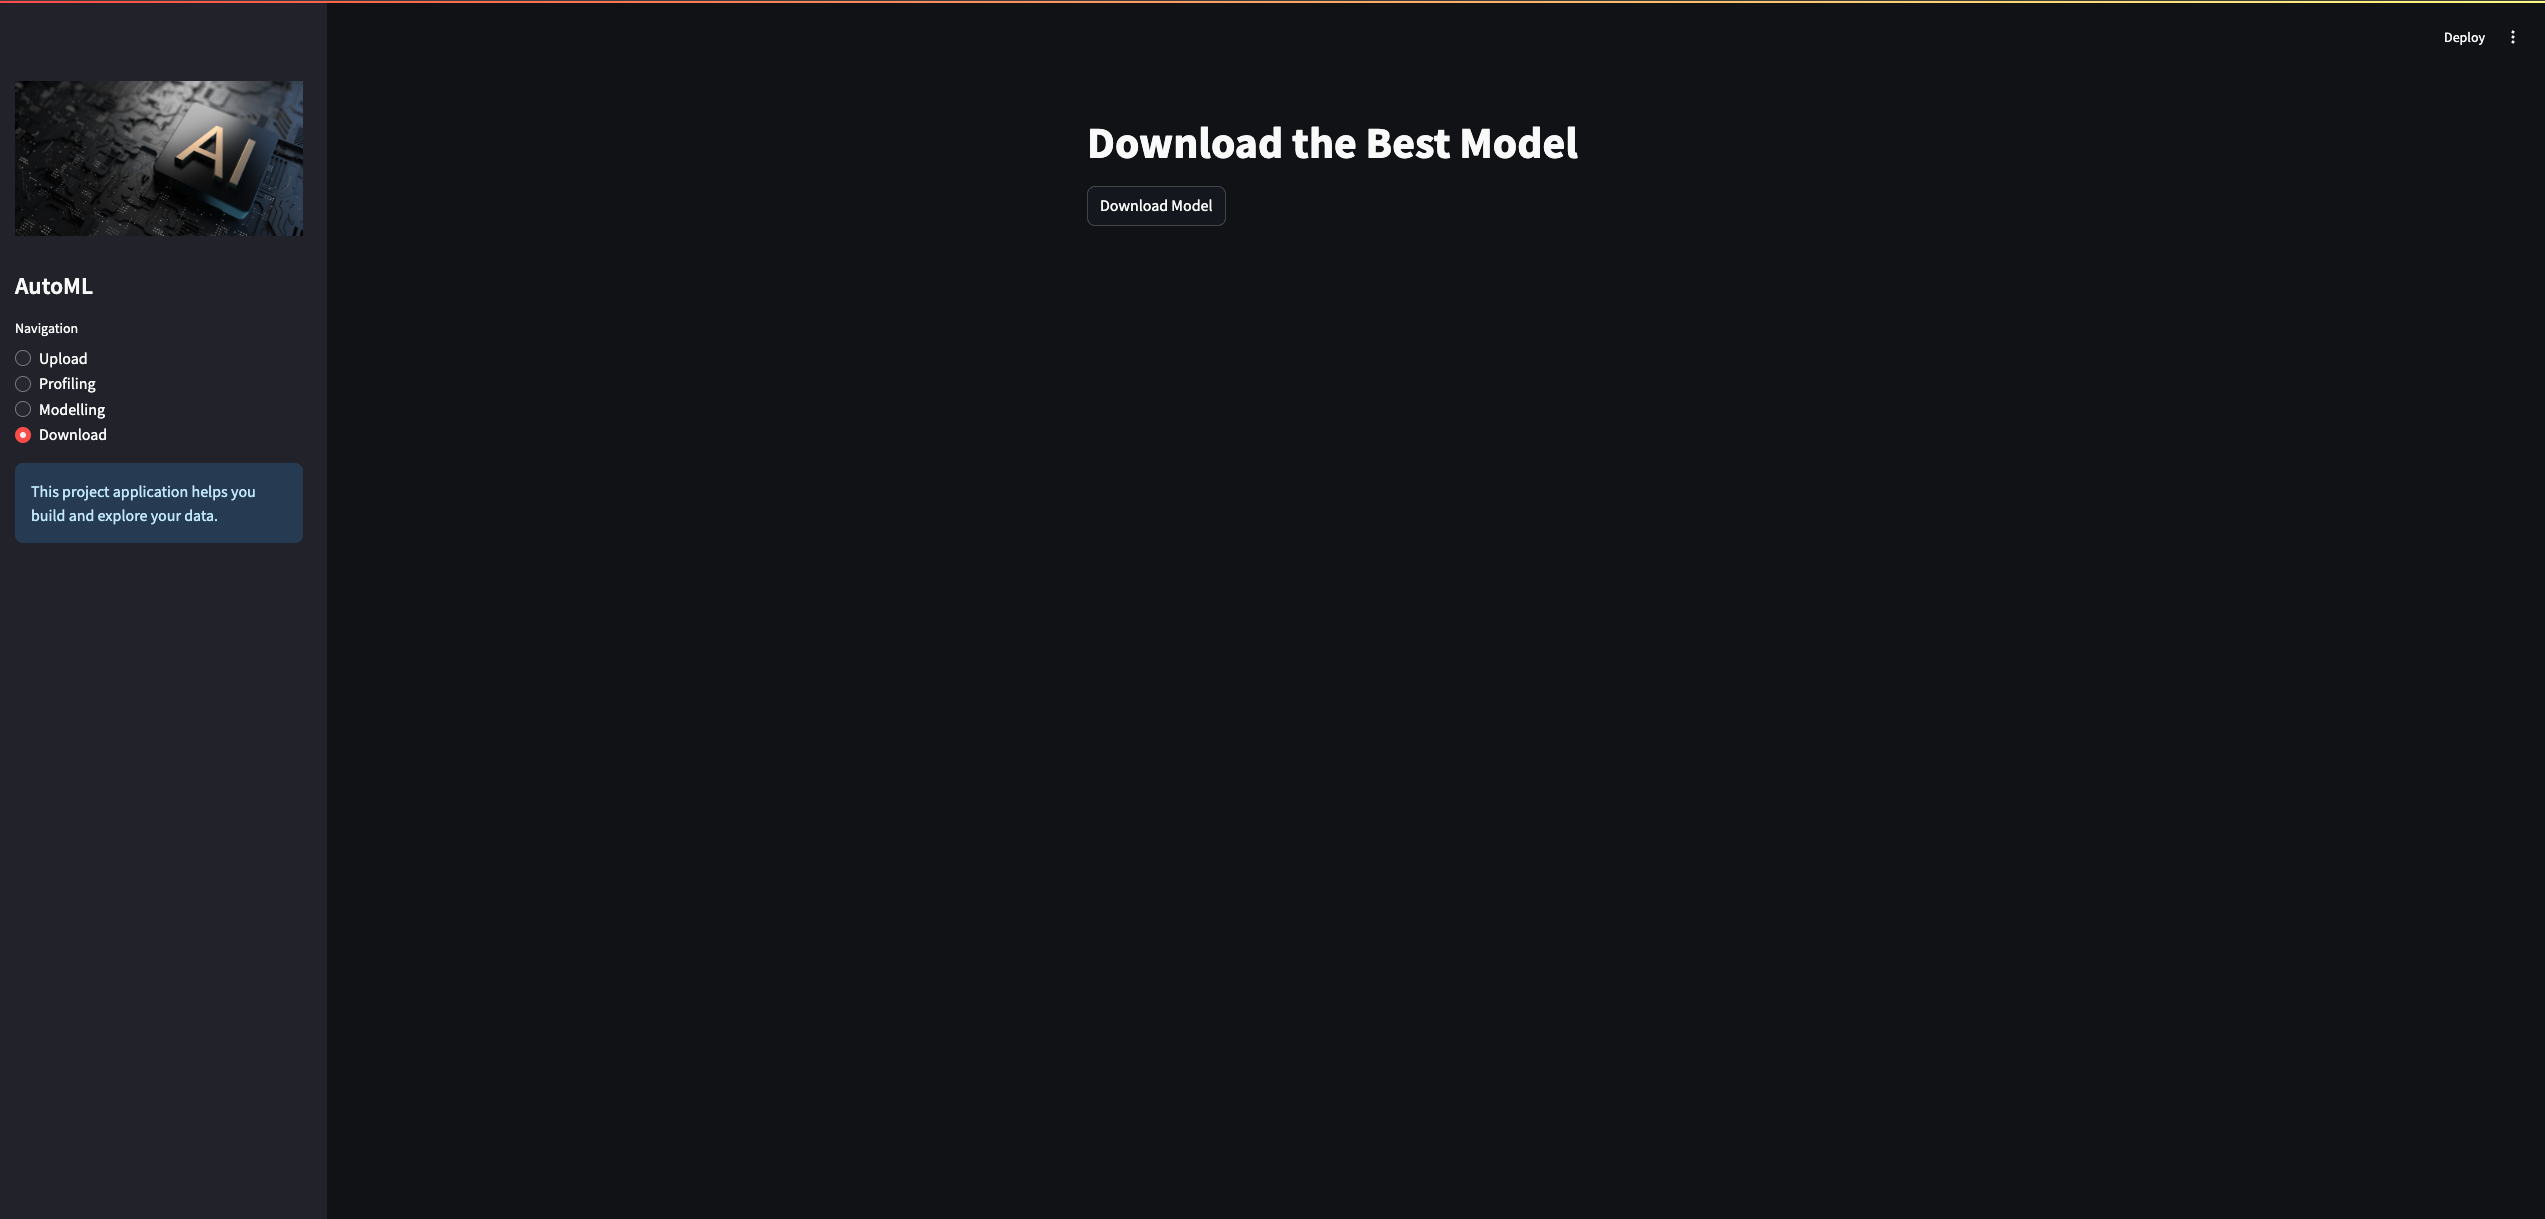 Deploy
AI
AutoML
Navigation
Upload
Profiling
Modelling
Download
This project application helps you
build and explore your data.
Download the Best Model
Download Model